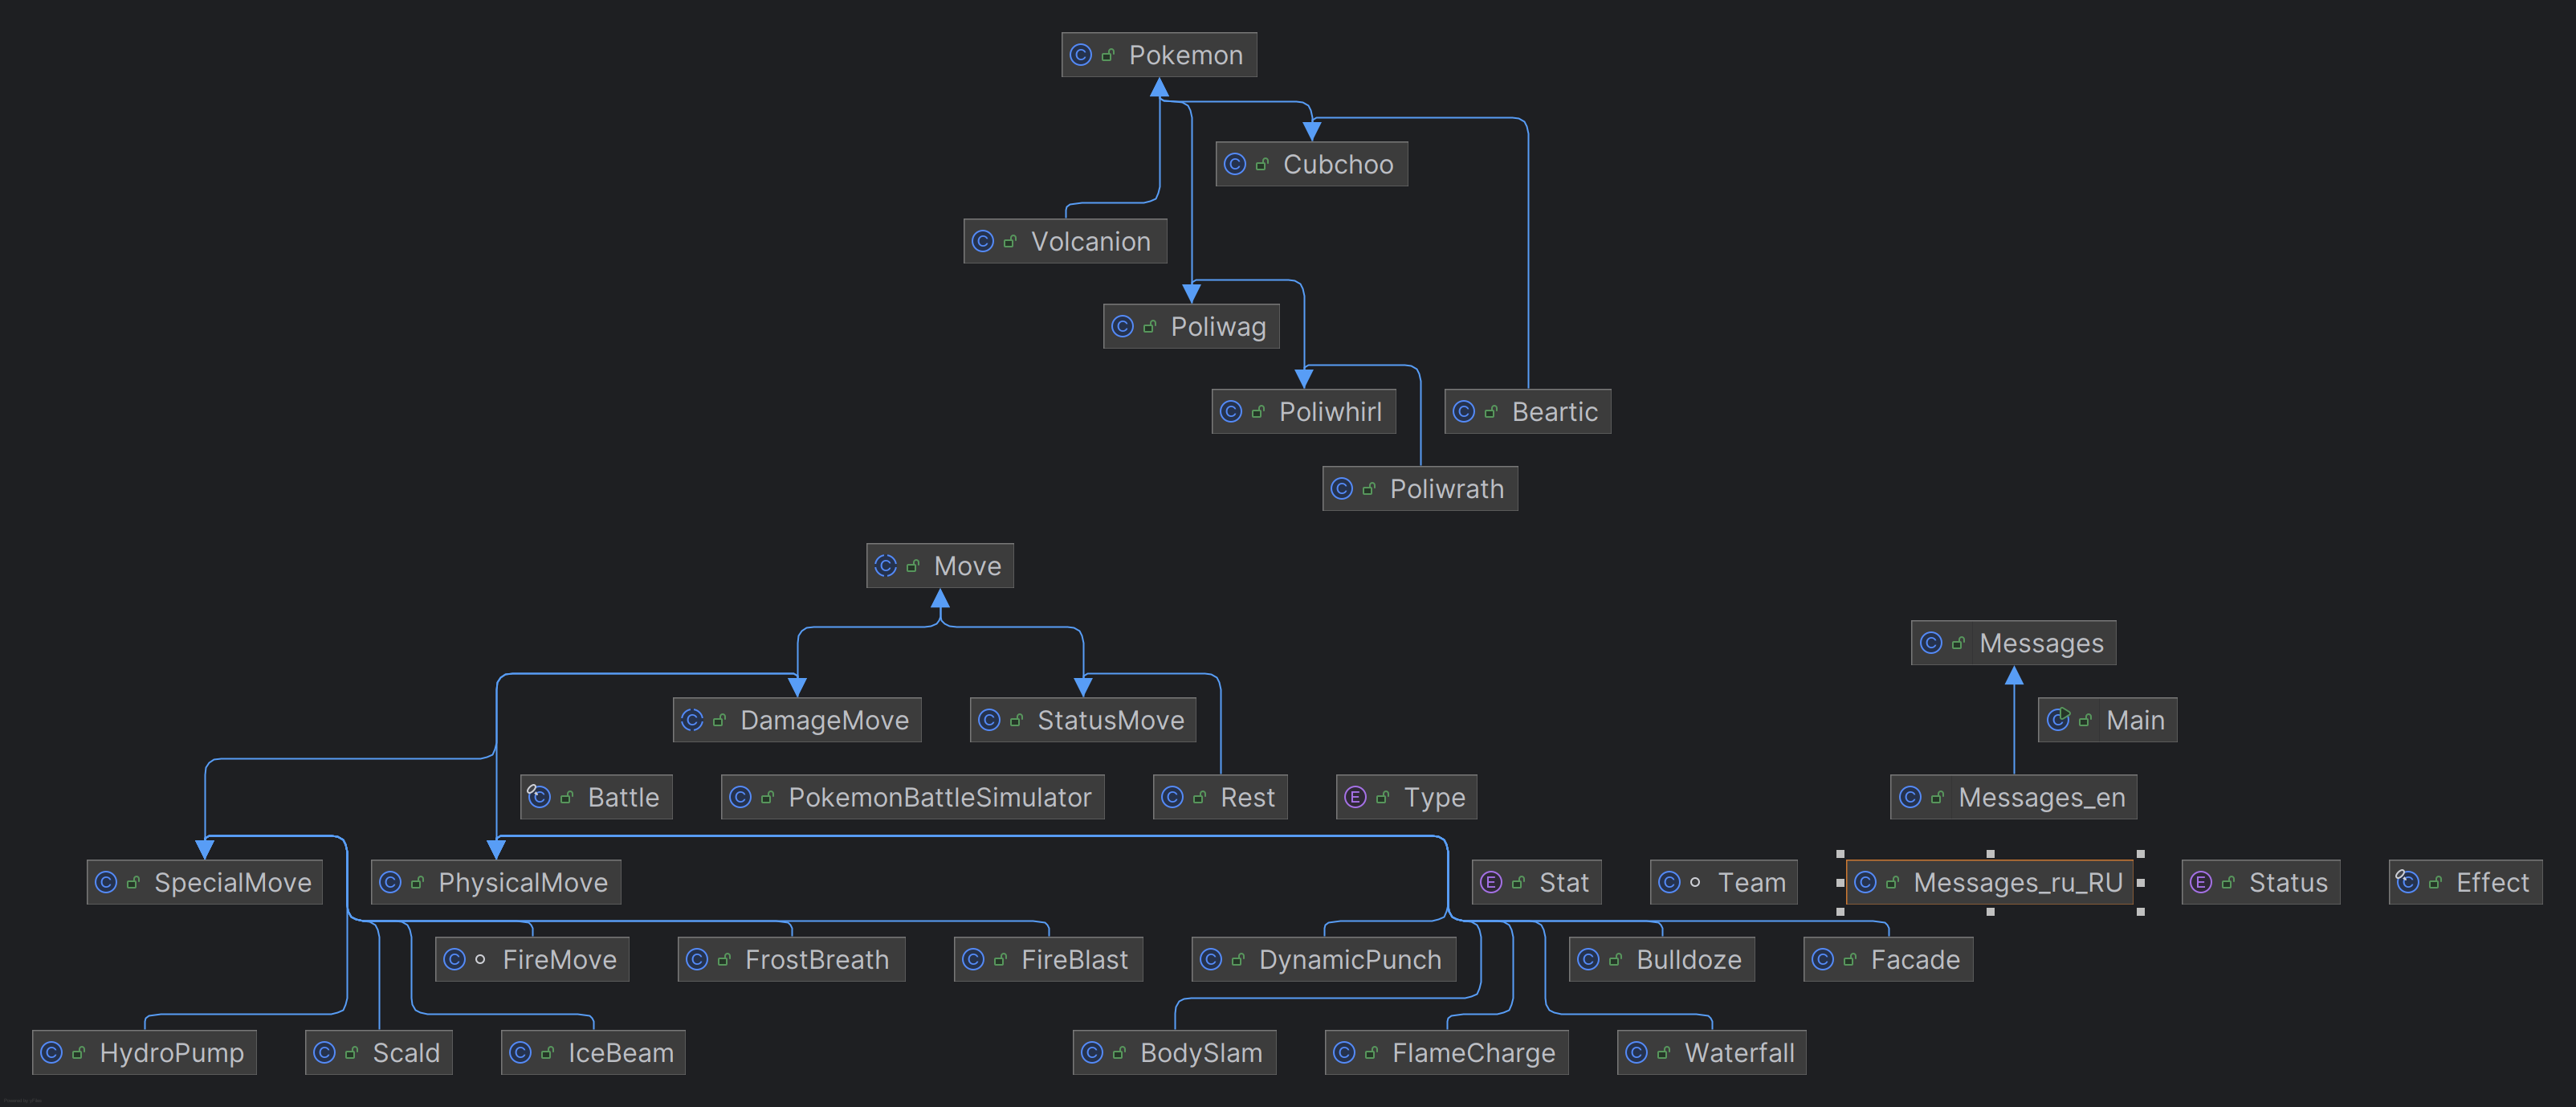 Pokemon
Cubchoo
Volcanion
Poliwag
Poliwhirl
Beartic
Poliwrath
Move
Messages
DamageMove
StatusMove
Main
Battle
PokemonBattleSimulator
Rest
Type
Messages_en
SpecialMove
PhysicalMove
Stat
Team
Messages_ru_RU
Status
Effect
FireMove
FrostBreath
FireBlast
DynamicPunch
Bulldoze
Facade
HydroPump
Scald
IceBeam
BodySlam
FlameCharge
Waterfall